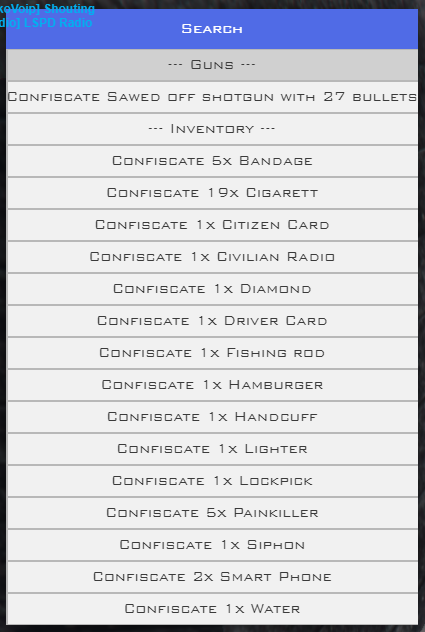 koVoip] Shouting
dio] LSPD Radio
Search
--- Guns ---
Confiscate Sawed off shotgun with 27 bullets
--- Inventory ---
Confiscate 5x Bandage
Confiscate 19x Cigarett
Confiscate 1x Citizen Card
Confiscate 1x Civilian Radio
Confiscate 1x Diamond
Confiscate 1x Driver Card
Confiscate 1x Fishing rod
Confiscate 1x Hamburger
Confiscate 1x Handcuff
Confiscate 1x Lighter
Confiscate 1x Lockpick
Confiscate 5x Painkiller
Confiscate 1x Siphon
Confiscate 2x Smart Phone
Confiscate 1x Water